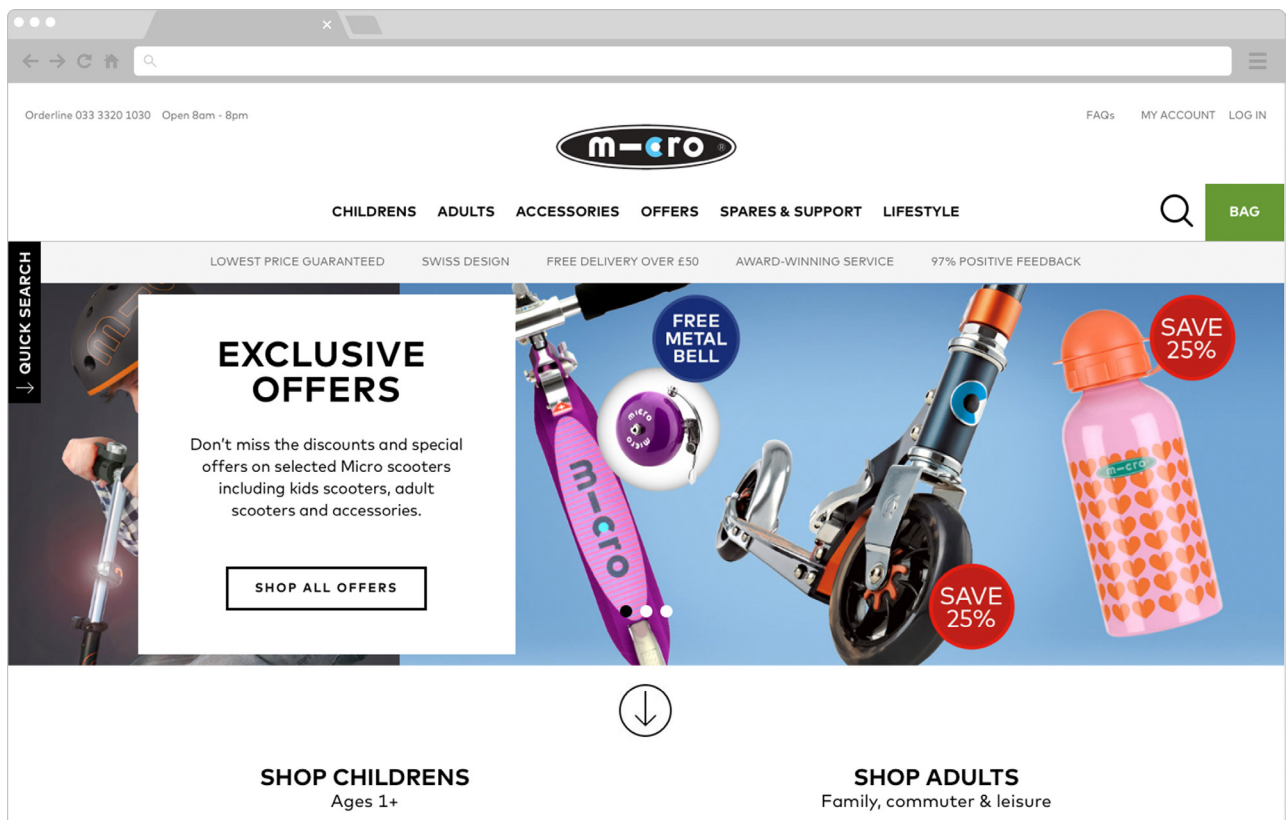 Orderline 033 3320 1030 Open 8am - 8pm
FAQs MY ACCOUNT LOG IN
m-cro ®
CHILDRENS ADULTS ACCESSORIES OFFERS SPARES & SUPPORT LIFESTYLE
BAG
QUICK SEARCH
LOWEST PRICE GUARANTEED SWISS DESIGN FREE DELIVERY OVER £50 AWARD-WINNING SERVICE 97% POSITIVE FEEDBACK
EXCLUSIVE
OFFERS
Don't miss the discounts and special
offers on selected Micro scooters
including kids scooters, adult
scooters and accessories.
SHOP ALL OFFERS
m-cro
FREE
METAL
BELL
micro
micro
SAVE
25%
m-cro
SAVE
25%
SHOP CHILDRENS
Ages 1+
SHOP ADULTS
Family, commuter & leisure